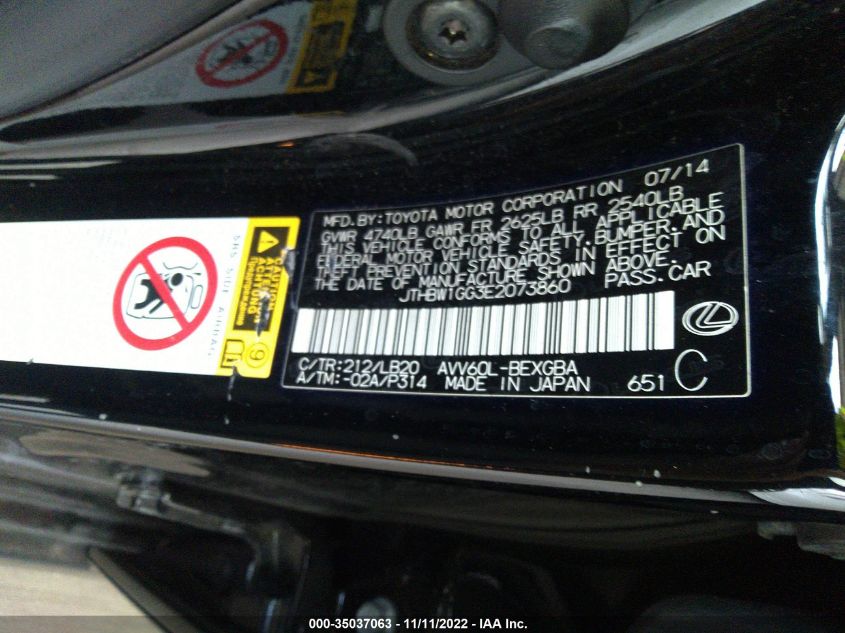 MFD.BY:TOYOTA MOTOR CORPORATION 07/14
GVWR 4740LB GAWR FR 2625LB RR 2540LB
THIS VEHICLE CONFORMS TO ALL APPLICABLE
FEDERAL MOTOR VEHICLE SAFETY,BUMPER,AND
THEFT PREVENTION STANDARDS IN EFFECT ON
THE DATE OF MANUFACTURE SHOWN ABOVE.
JTHBW1GG3E2073860 PASS.CAR
C/TR:212/LB20 AVV60L-BEXGBA
A/TM:-02A/P314 MADE IN JAPAN 651 C
SRS SIDE AIRBAG
CAUTION
ACHTUNG
6
000-35037063 - 11/11/2022 - IAA Inc.